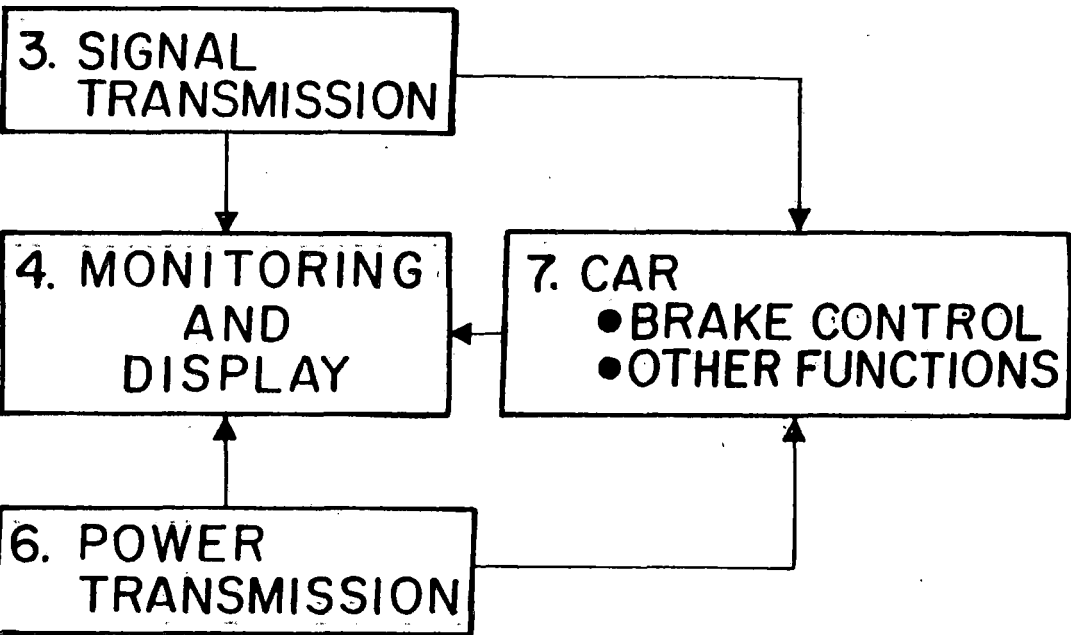 3. SIGNAL
TRANSMISSION
4. MONITORING
AND
DISPLAY
7. CAR
●BRAKE CONTROL
●OTHER FUNCTIONS
6. POWER
TRANSMISSION